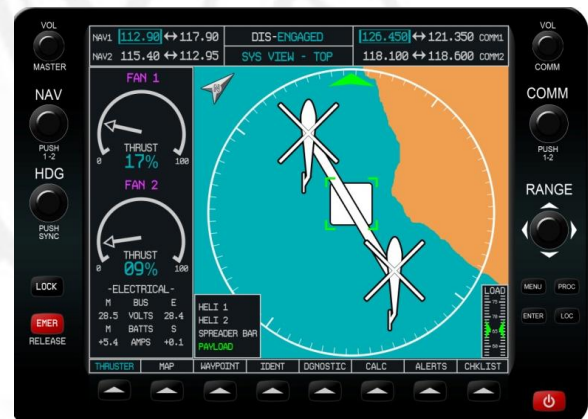 VOL
MASTER
NAV
PUSH
1-2
HDG
PUSH
SYNC
LOCK
EMER
RELEASE
NAV1 112.90 ↔ 117.90
NAV2 115.40 ↔ 112.95
DIS-ENGAGED
SYS VIEW - TOP
126.450 ↔ 121.350 COMM1
118.100 ↔ 118.600 COMM2
FAN 1
0 100
THRUST
17%
FAN 2
0 100
THRUST
09%
-ELECTRICAL-
M BUS E
28.5 VOLTS 28.4
M BATTS S
+5.4 AMPS +0.1
HELI 1
HELI 2
SPREADER BAR
PAYLOAD
LOAD
THRUSTER MAP WAYPOINT IDENT DGNOSTIC CALC ALERTS CHKLIST
VOL
COMM
COMM
PUSH
1-2
RANGE
MENU PROC
ENTER LOC